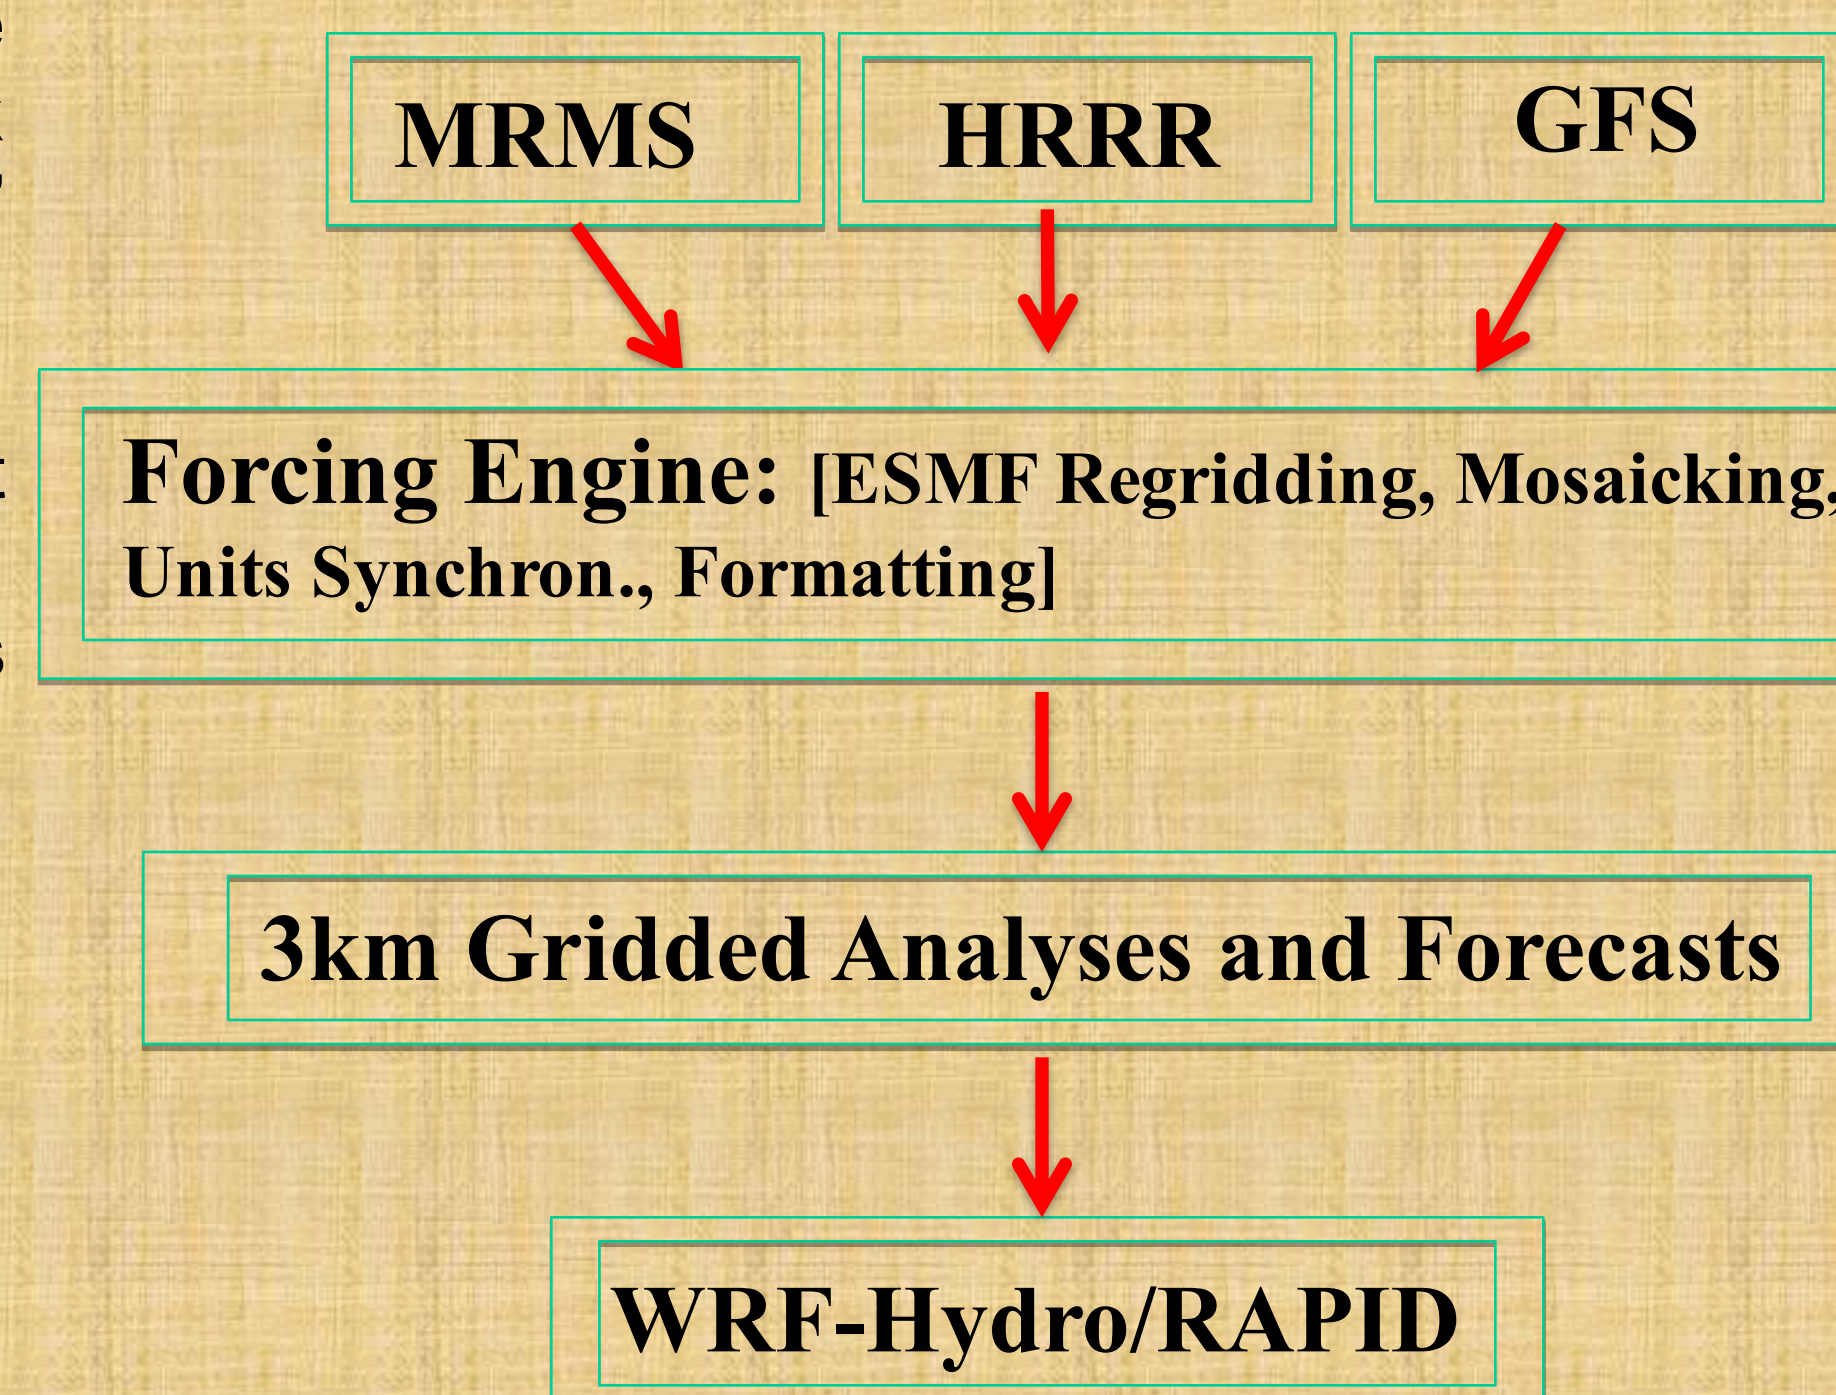 MRMS HRRR GFS
Forcing Engine: [ESMF Regridding, Mosaicking,
Units Synchron., Formatting]
3km Gridded Analyses and Forecasts
WRF-Hydro/RAPID